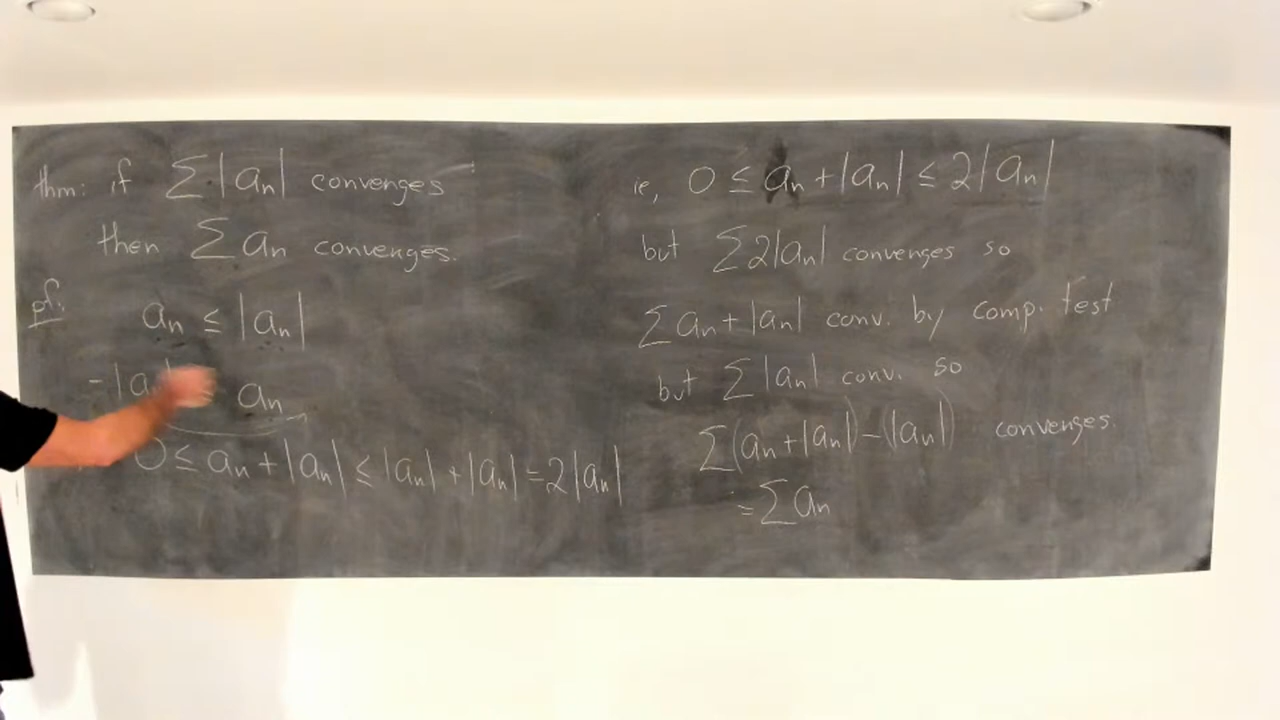 thm: if ∑|an| converges
then ∑an converges.
pf:
an ≤ |an|
-|a an
0 ≤ an + |an| ≤ |an| + |an| = 2|an|
ie, 0 ≤ an + |an| ≤ 2|an|
but ∑2|an| converges so
∑an + |an| conv. by comp. test
but ∑|an| conv. so
∑(an + |an|) - (|an|) converges.
= ∑an